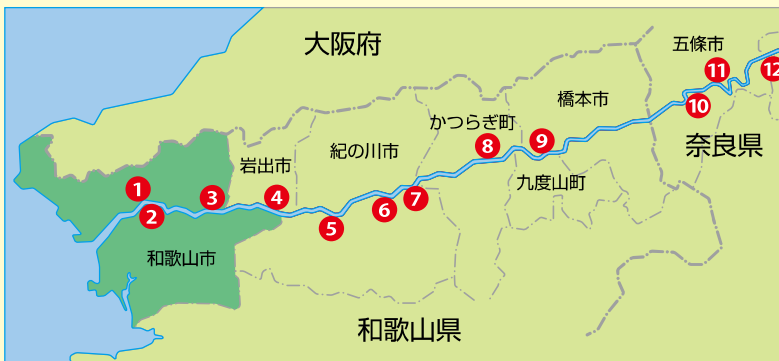 大阪府
五條市
⑪
⑫
橋本市
⑩
かつらぎ町
奈良県
⑧
⑨
紀の川市
岩出市
九度山町
①
②
③
④
⑤
⑥
⑦
和歌山市
和歌山県